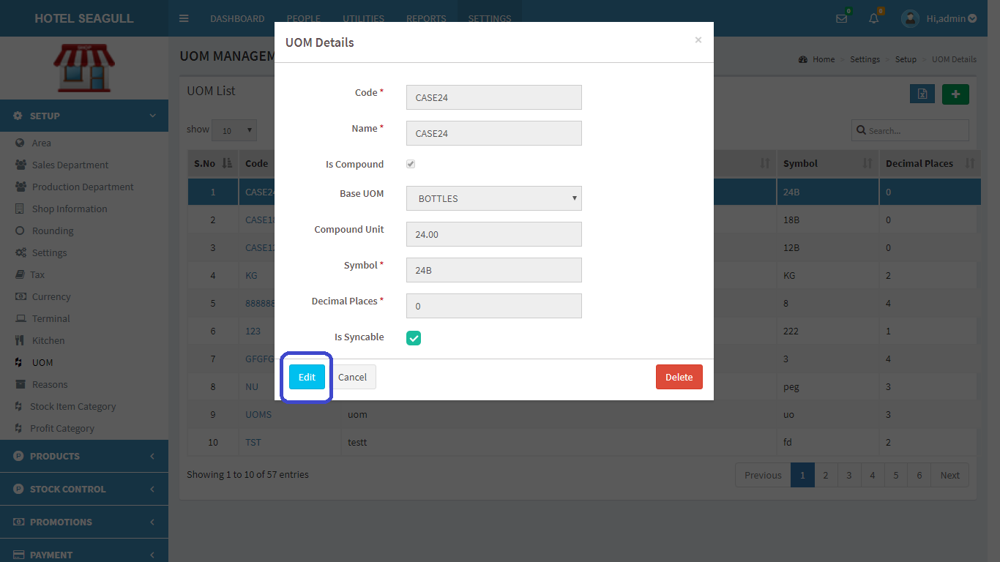 HOTEL SEAGULL
DASHBOARD PEOPLE UTILITIES REPORTS SETTINGS
0 0 Hi,admin
SHOP
UOM MANAGEM
Home > Settings > Setup > UOM Details
SETUP
Area
Sales Department
Production Department
Shop Information
Rounding
Settings
Tax
Currency
Terminal
Kitchen
UOM
Reasons
Stock Item Category
Profit Category
PRODUCTS
STOCK CONTROL
PROMOTIONS
PAYMENT
UOM List
show 10
Search...
S.No Code Symbol Decimal Places
1 CASE24 24B 0
2 CASE18 18B 0
3 CASE12 12B 0
4 KG KG 2
5 888888 8 4
6 123 222 1
7 GFGFG 3 4
8 NU peg 3
9 UOMS uom uo 3
10 TST testt fd 2
Showing 1 to 10 of 57 entries
Previous 1 2 3 4 5 6 Next
UOM Details ×
Code * CASE24
Name * CASE24
Is Compound
Base UOM BOTTLES
Compound Unit 24.00
Symbol * 24B
Decimal Places * 0
Is Syncable
Edit Cancel Delete